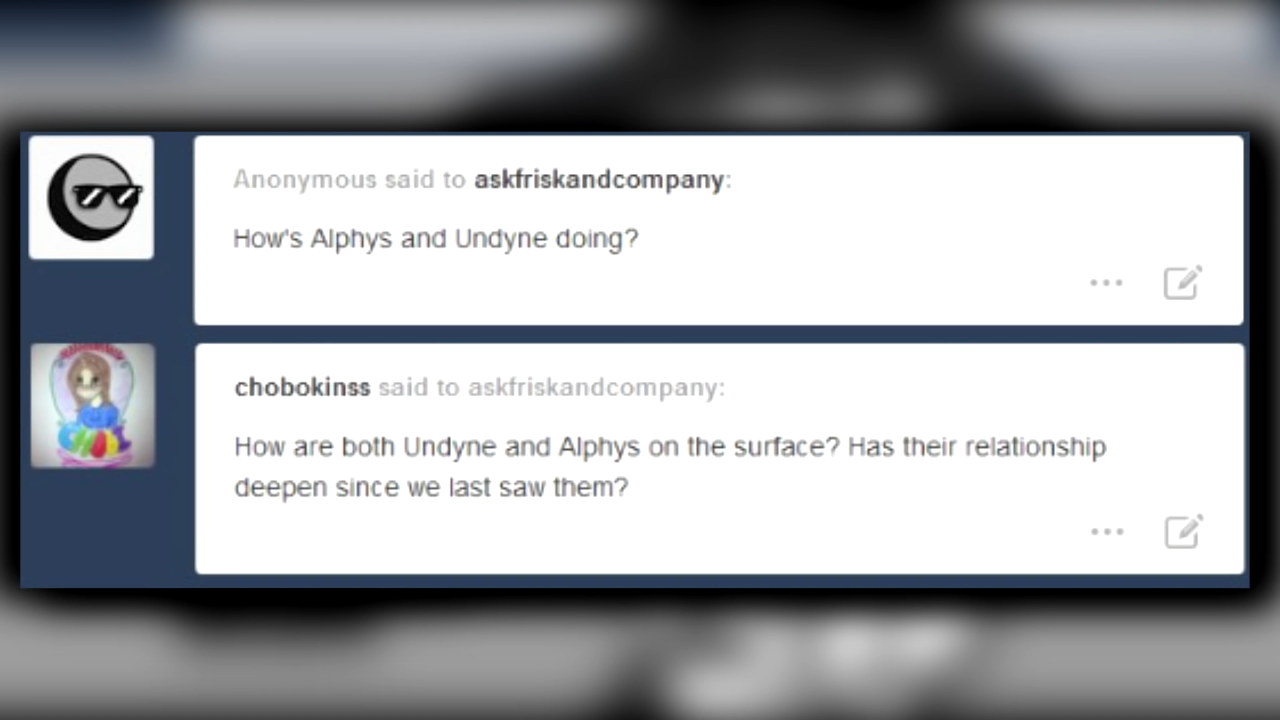 Anonymous said to askfriskandcompany:
How's Alphys and Undyne doing?
chobokinss said to askfriskandcompany:
How are both Undyne and Alphys on the surface? Has their relationship
deepen since we last saw them?